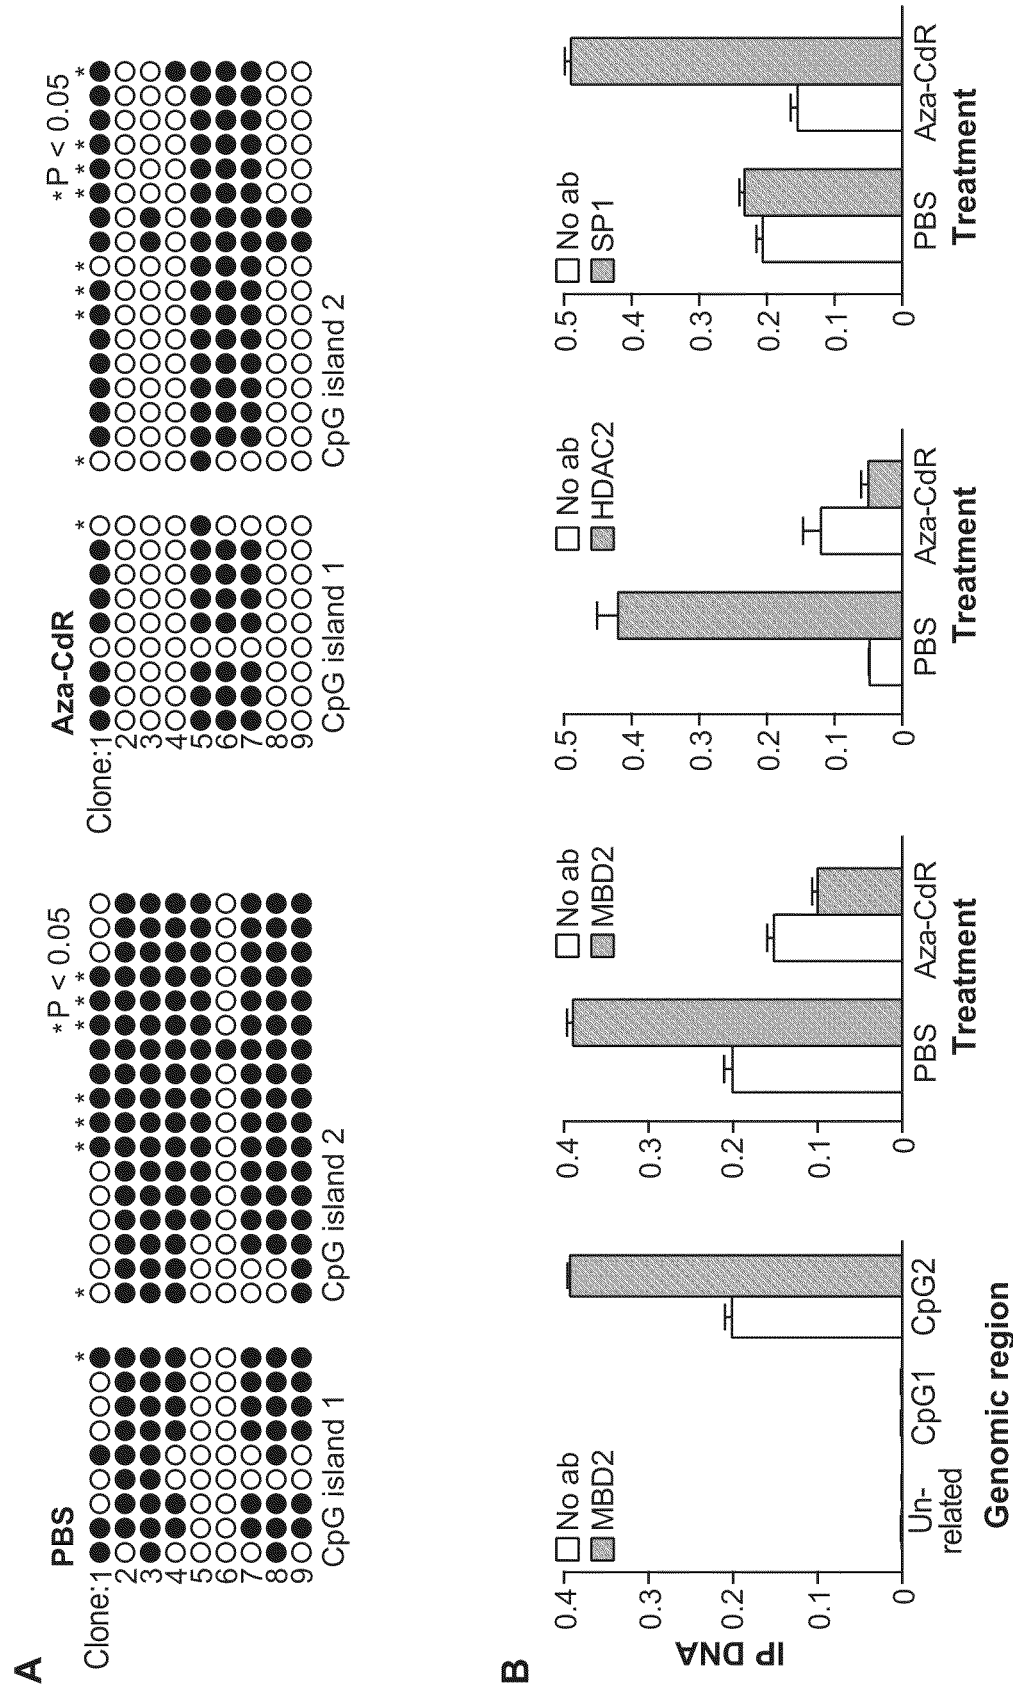 A
PBS
*P < 0.05
* * * * * * * *
Clone:1
2
3
4
5
6
7
8
9
CpG island 1
CpG island 2
Aza-CdR
*P < 0.05
* * * * * * * * *
Clone:1
2
3
4
5
6
7
8
9
CpG island 1
CpG island 2
B
IP DNA
0.4
0.3
0.2
0.1
0
No ab
MBD2
Un-
related
CpG1
CpG2
Genomic region
0.4
0.3
0.2
0.1
0
No ab
MBD2
PBS
Aza-CdR
Treatment
0.5
0.4
0.3
0.2
0.1
0
No ab
HDAC2
PBS
Aza-CdR
Treatment
0.5
0.4
0.3
0.2
0.1
0
No ab
SP1
PBS
Aza-CdR
Treatment